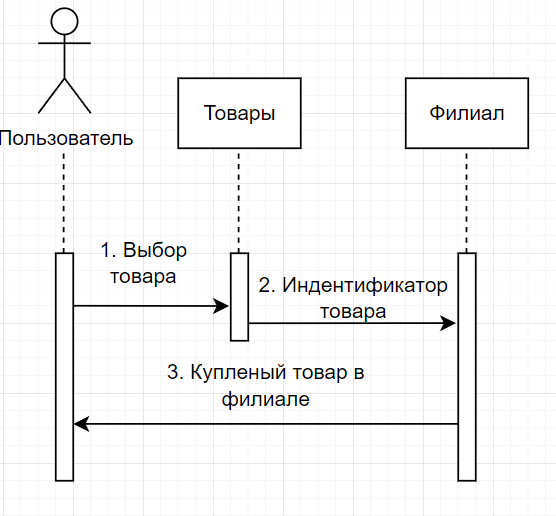 Пользователь
Товары
Филиал
1. Выбор
товара
2. Индентификатор
товара
3. Купленый товар в
филиале